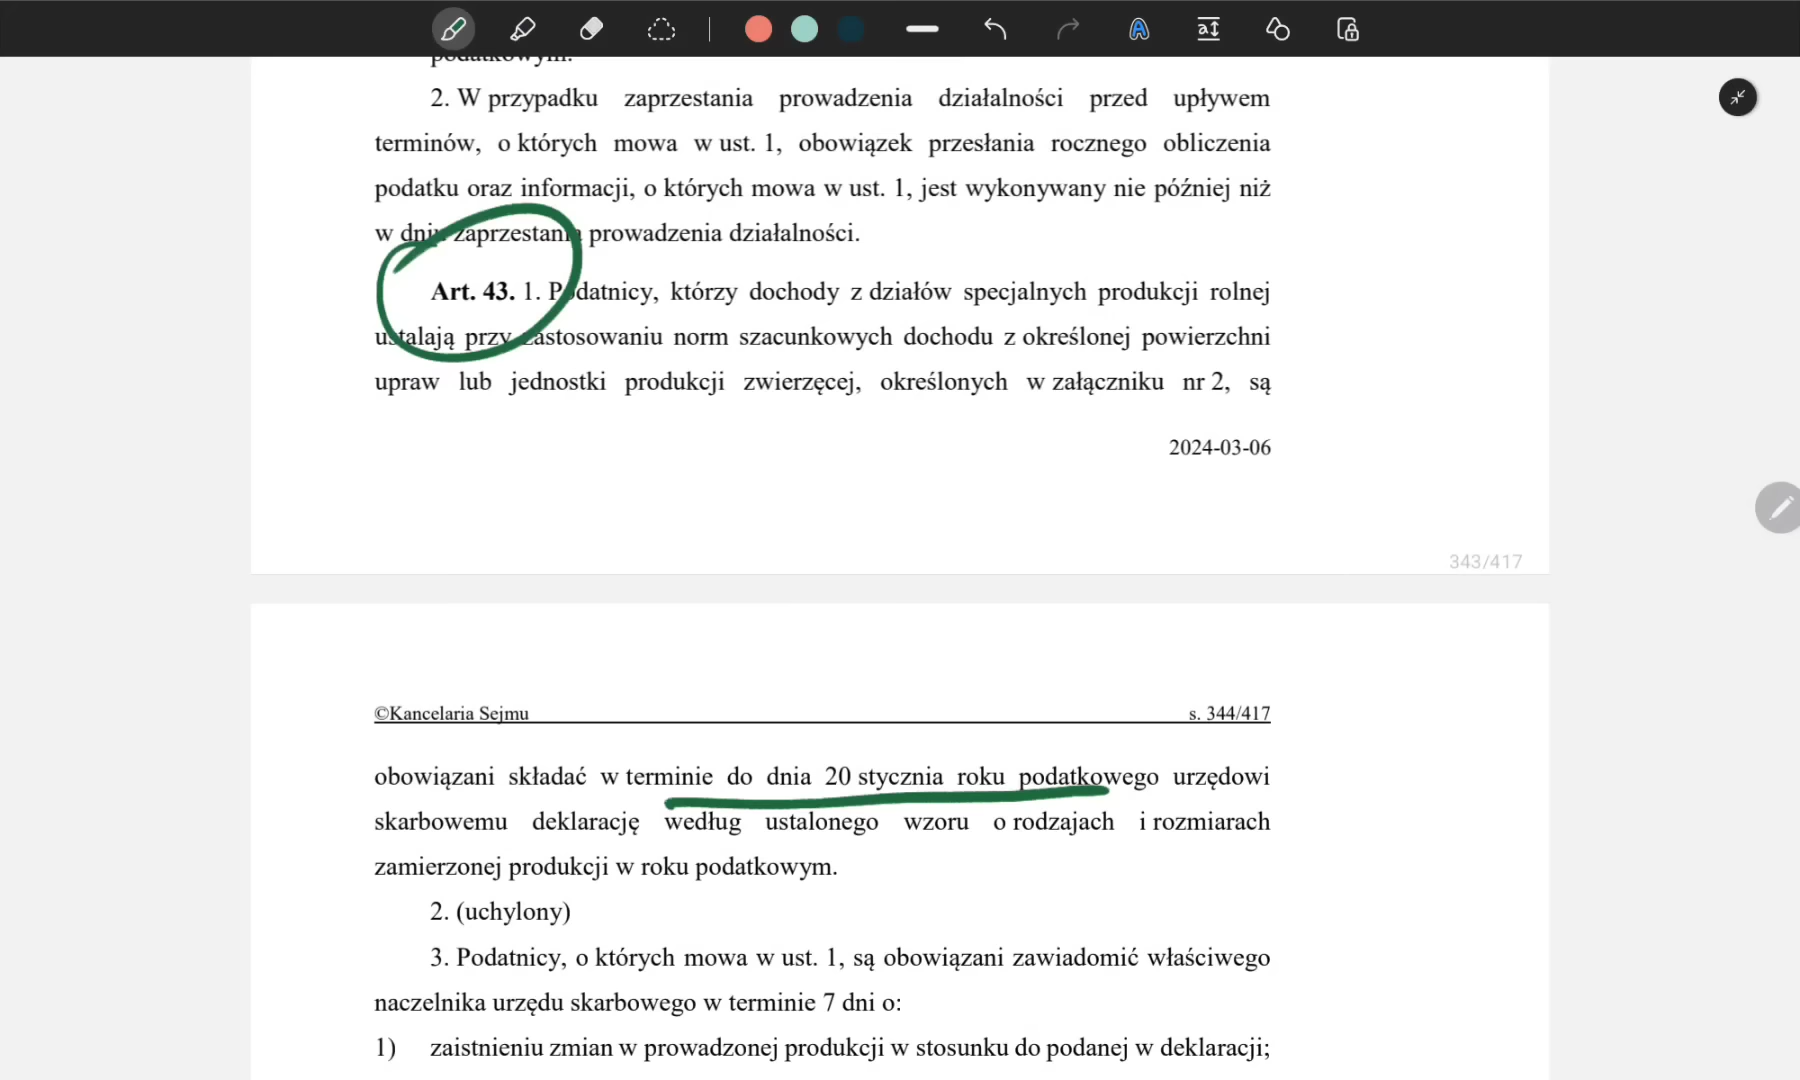 podatkowym.
2. W przypadku zaprzestania prowadzenia działalności przed upływem
terminów, o których mowa w ust. 1, obowiązek przesłania rocznego obliczenia
podatku oraz informacji, o których mowa w ust. 1, jest wykonywany nie później niż
w dniu zaprzestania prowadzenia działalności.
Art. 43. 1. Podatnicy, którzy dochody z działów specjalnych produkcji rolnej
ustalają przy zastosowaniu norm szacunkowych dochodu z określonej powierzchni
upraw lub jednostki produkcji zwierzęcej, określonych w załączniku nr 2, są
2024-03-06
343/417
©Kancelaria Sejmu s. 344/417
obowiązani składać w terminie do dnia 20 stycznia roku podatkowego urzędowi
skarbowemu deklarację według ustalonego wzoru o rodzajach i rozmiarach
zamierzonej produkcji w roku podatkowym.
2. (uchylony)
3. Podatnicy, o których mowa w ust. 1, są obowiązani zawiadomić właściwego
naczelnika urzędu skarbowego w terminie 7 dni o:
1) zaistnieniu zmian w prowadzonej produkcji w stosunku do podanej w deklaracji;